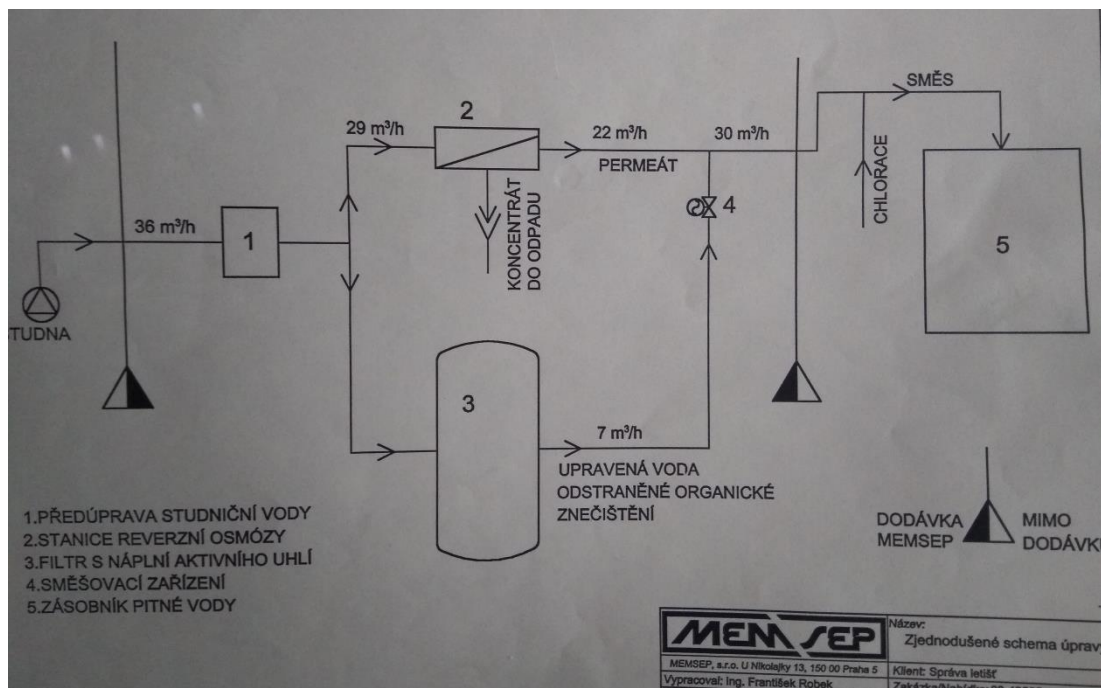 2
29 m³/h
22 m³/h
30 m³/h
SMĚS
PERMEÁT
CHLORACE
KONCENTRÁT
DO ODPADU
36 m³/h
1
4
5
STUDNA
3
7 m³/h
UPRAVENÁ VODA
ODSTRANĚNÉ ORGANICKÉ
ZNEČIŠTĚNÍ
DODÁVKA
MEMSEP
MIMO
DODÁVKU
1.PŘEDÚPRAVA STUDNIČNÍ VODY
2.STANICE REVERZNÍ OSMÓZY
3.FILTR S NÁPLNÍ AKTIVNÍHO UHLÍ
4.SMĚŠOVACÍ ZAŘÍZENÍ
5.ZÁSOBNÍK PITNÉ VODY
MEMSEP
MEMSEP, s.r.o. U Nikolajky 13, 150 00 Praha 5
Vypracoval: Ing. František Robek
Název:
Zjednodušené schema úpravy
Klient: Správa letišť